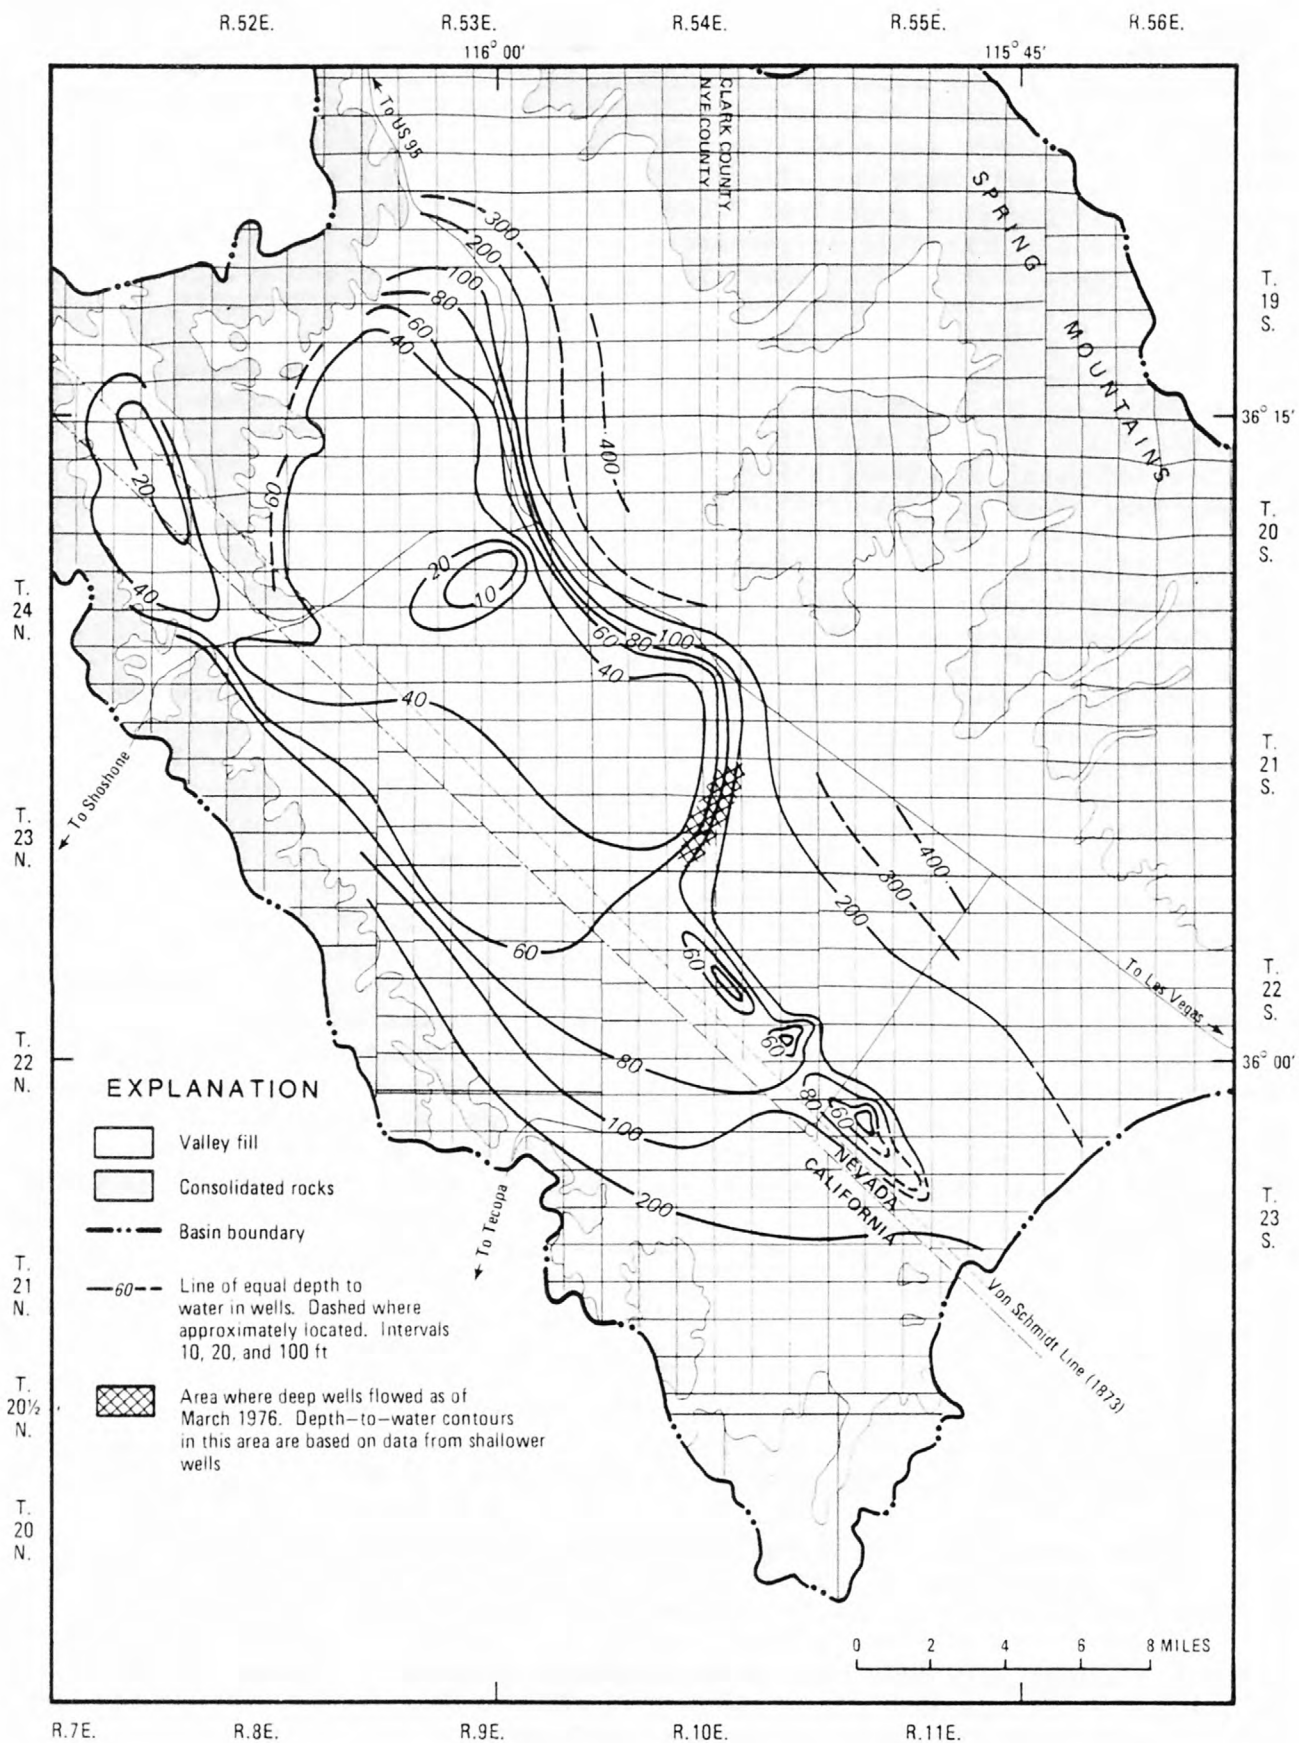 R.52E. R.53E. R.54E. R.55E. R.56E.
116° 00' 115° 45'
To US 95
CLARK COUNTY
NYE COUNTY
SPRING
MOUNTAINS
T.
19
S.
36° 15'
T.
20
S.
T.
21
S.
T.
22
S.
36° 00'
T.
23
S.
T.
24
N.
T.
23
N.
T.
22
N.
T.
21
N.
T.
20½
N.
T.
20
N.
300
200
100
80
60
40
400
60
20
20
10
40
60
80
100
40
40
400
300
200
60
60
60
80
80
60
100
200
To Shoshone
To Las Vegas
To Tecopa
NEVADA
CALIFORNIA
Von Schmidt Line (1873)
EXPLANATION
Valley fill
Consolidated rocks
Basin boundary
60
Line of equal depth to
water in wells. Dashed where
approximately located. Intervals
10, 20, and 100 ft
Area where deep wells flowed as of
March 1976. Depth-to-water contours
in this area are based on data from shallower
wells
0 2 4 6 8 MILES
R.7E. R.8E. R.9E. R.10E. R.11E.